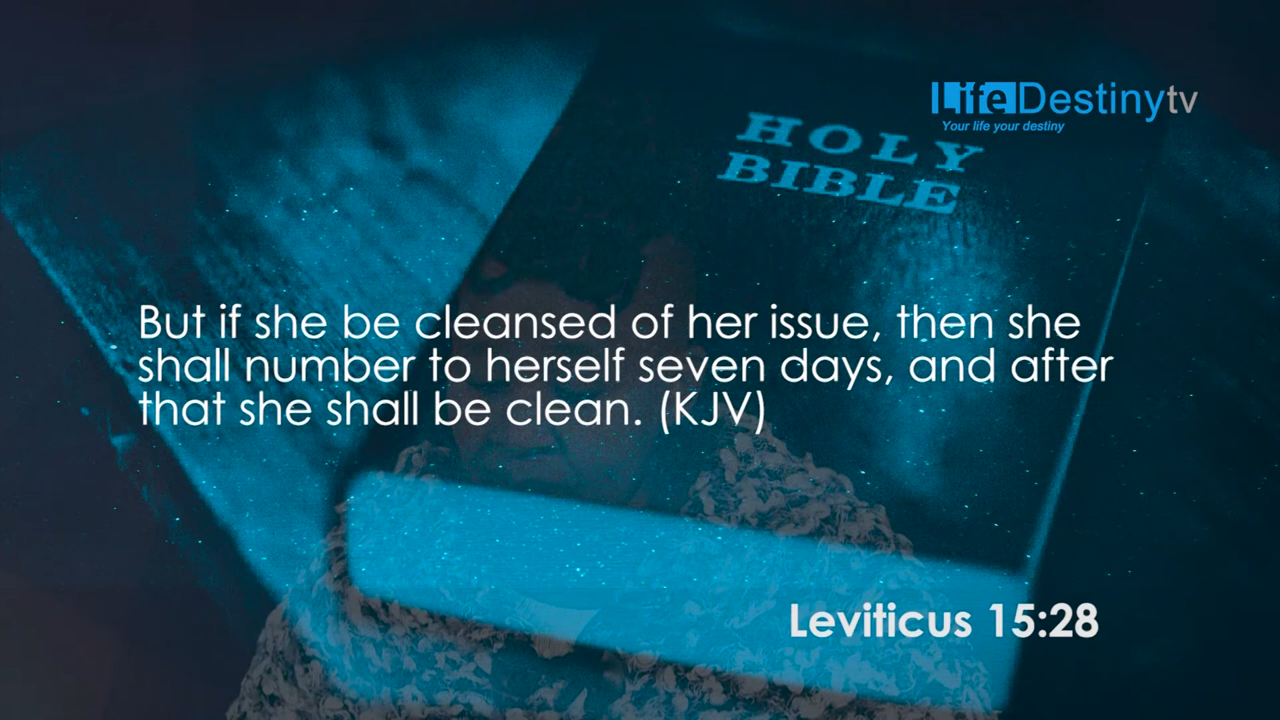 LifeDestinytv
Your life your destiny
HOLY
BIBLE
But if she be cleansed of her issue, then she
shall number to herself seven days, and after
that she shall be clean. (KJV)
Leviticus 15:28